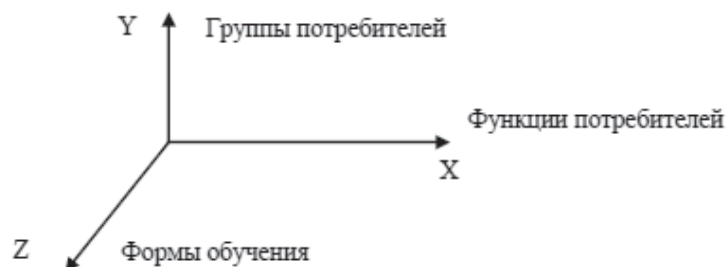 Y Группы потребителей
Функции потребителей
X
Z Формы обучения